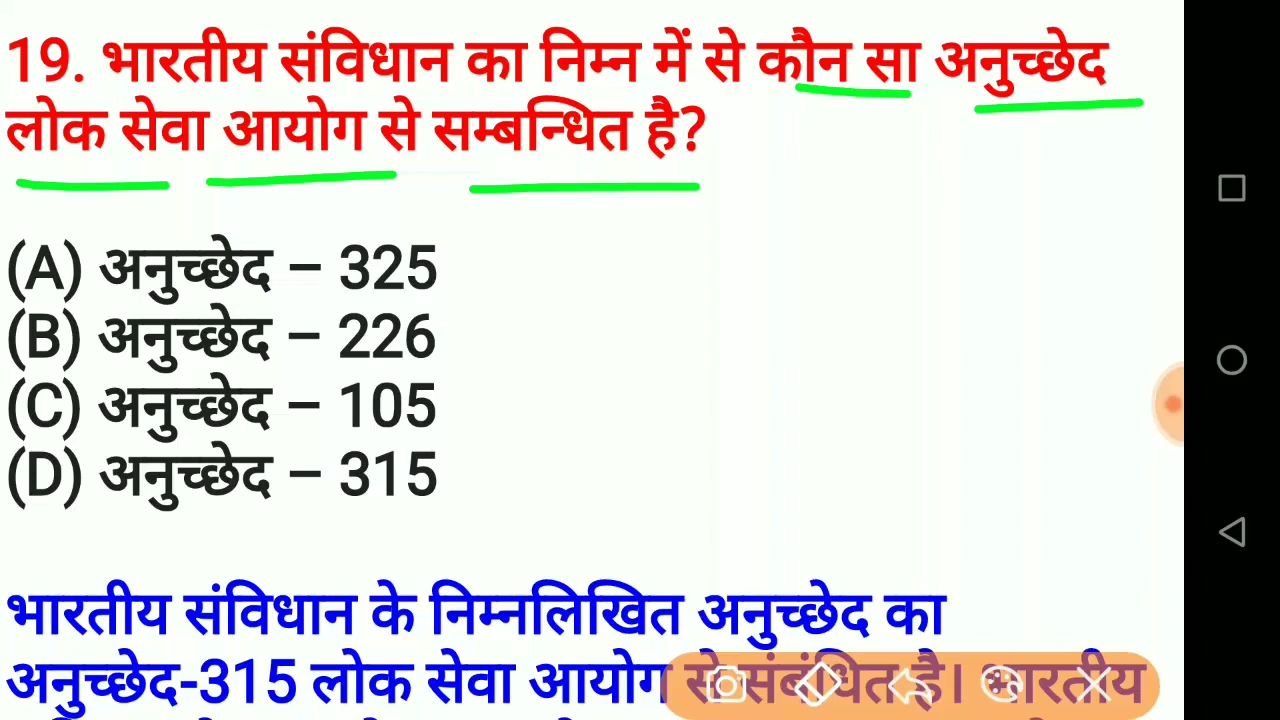 19. भारतीय संविधान का निम्न में से कौन सा अनुच्छेद
लोक सेवा आयोग से सम्बन्धित है?
(A) अनुच्छेद – 325
(B) अनुच्छेद – 226
(C) अनुच्छेद – 105
(D) अनुच्छेद – 315
भारतीय संविधान के निम्नलिखित अनुच्छेद का
अनुच्छेद-315 लोक सेवा आयोग से संबंधित है। भारतीय